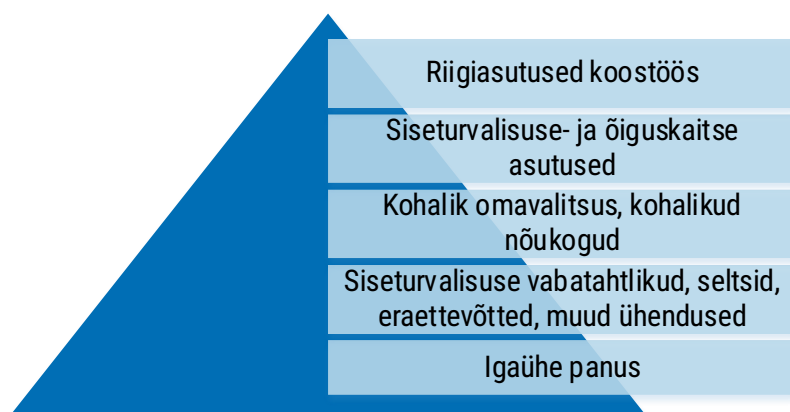 Riigiasutused koostöös
Siseturvalisuse- ja õiguskaitse
asutused
Kohalik omavalitsus, kohalikud
nõukogud
Siseturvalisuse vabatahtlikud, seltsid,
eraettevõtted, muud ühendused
Igaühe panus